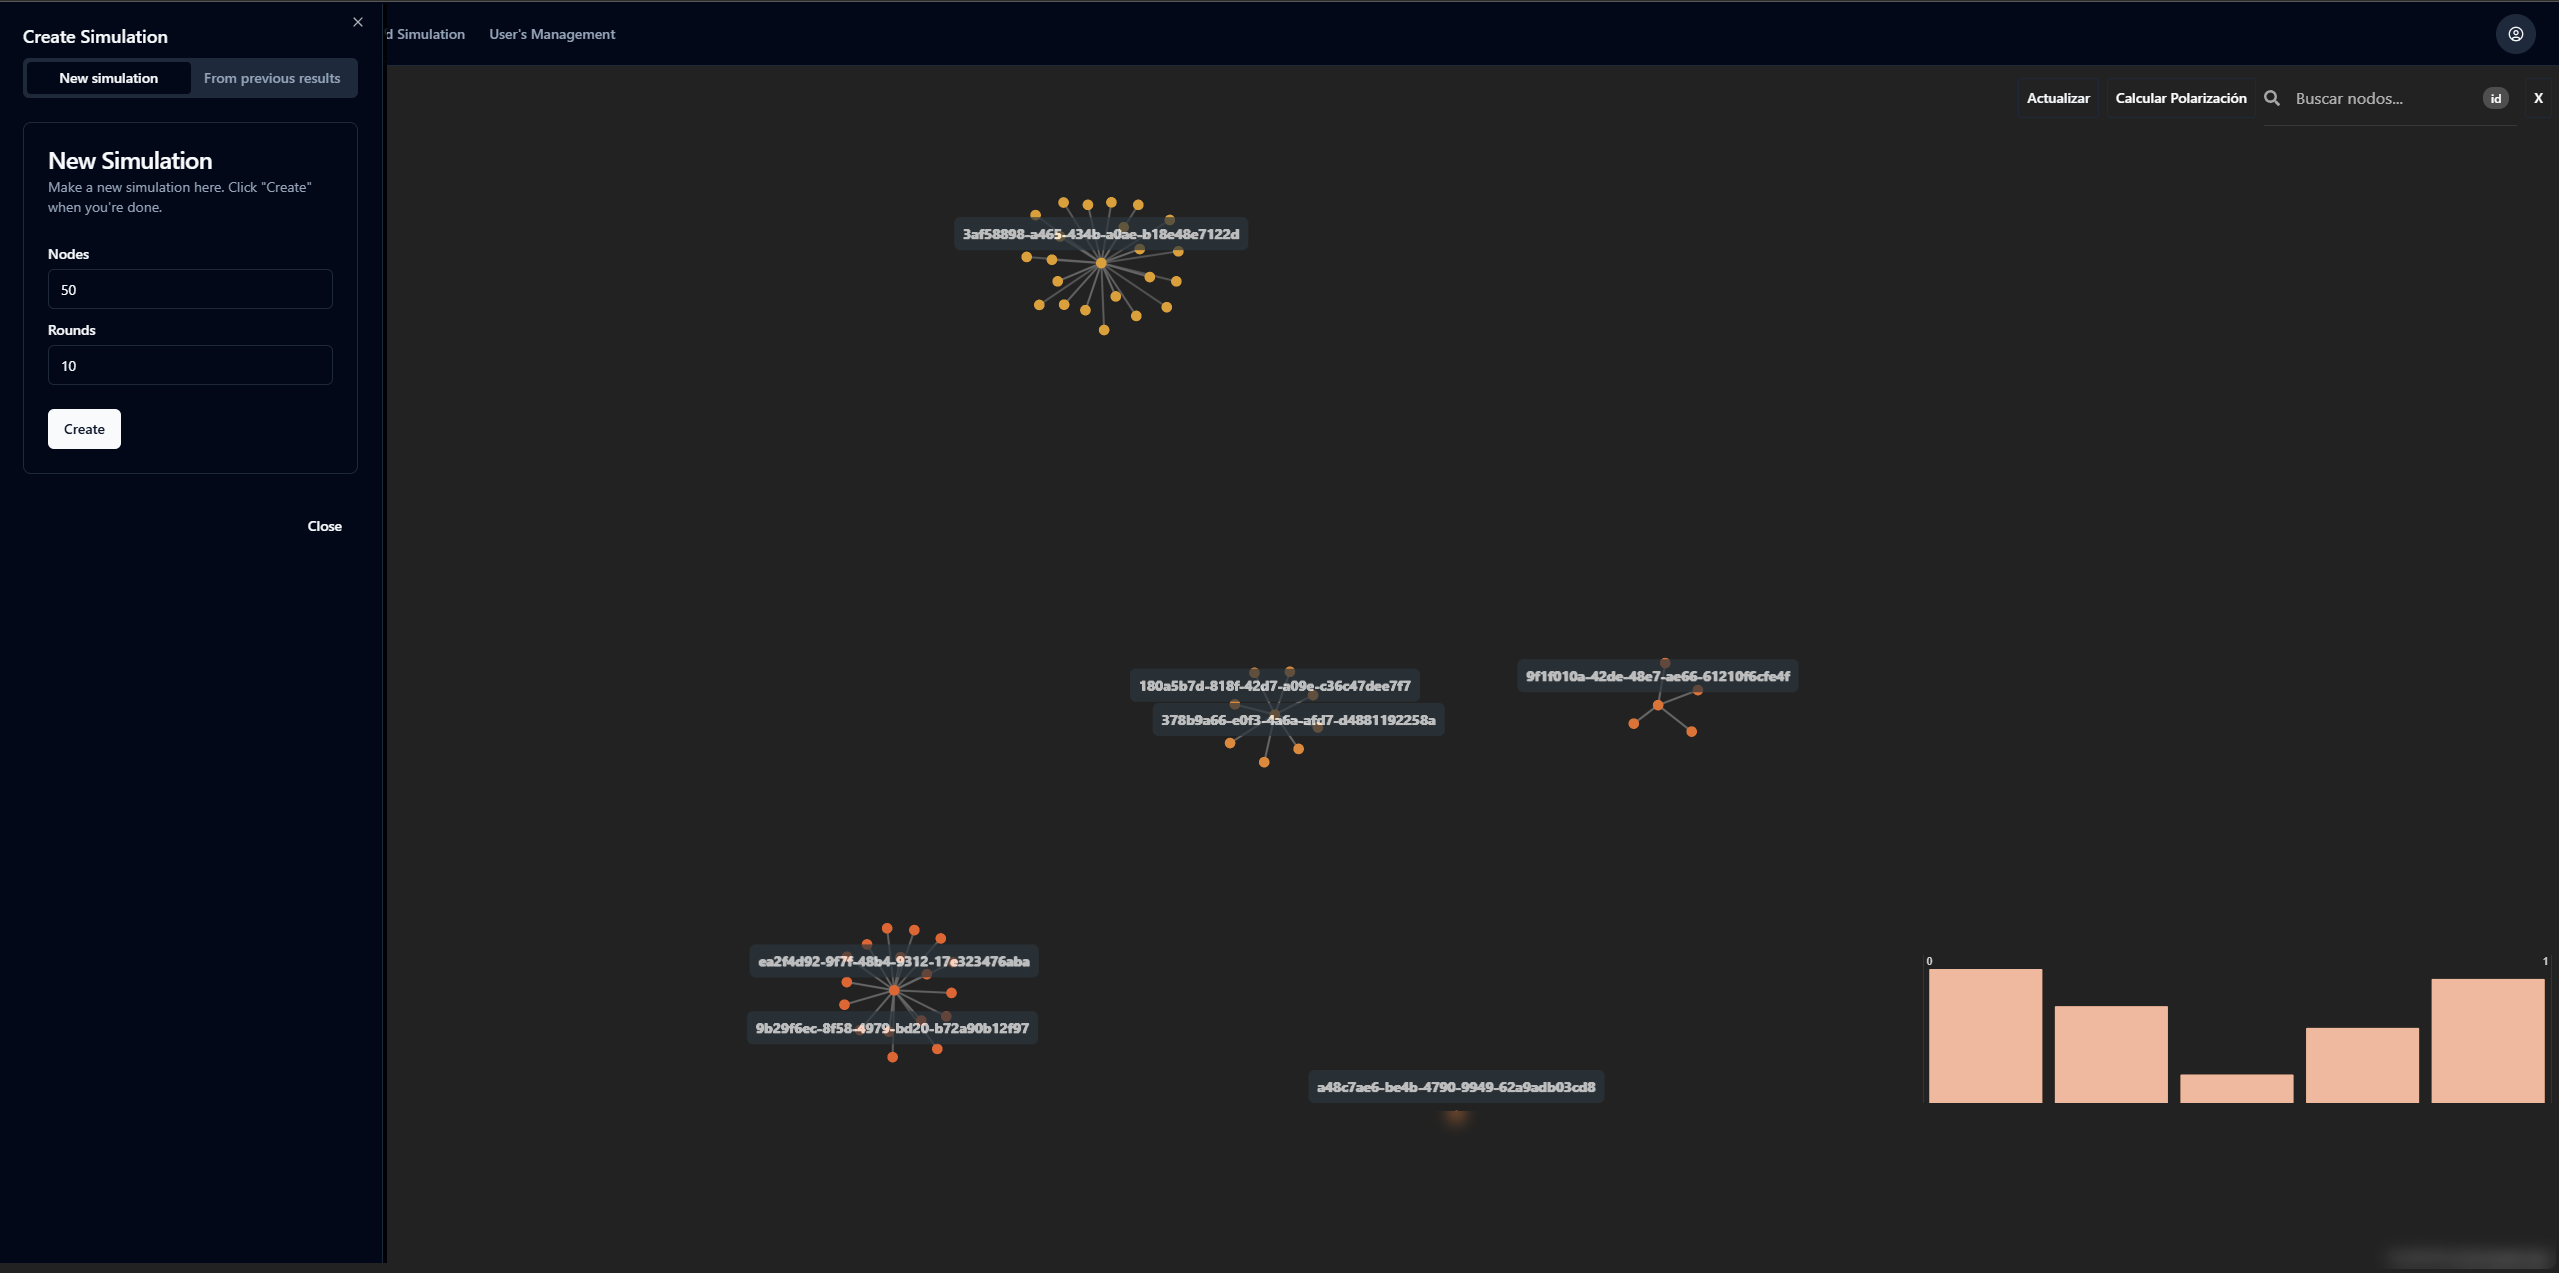 Create Simulation
New simulation
From previous results
New Simulation
Make a new simulation here. Click "Create"
when you're done.
Nodes
50
Rounds
10
Create
Close
d Simulation
User's Management
Actualizar
Calcular Polarización
Buscar nodos...
id
X
3af58898-a465-434b-a0ae-b18e48e7122d
180a5b7d-818f-42d7-a09e-c36c47dee7f7
9f1f010a-42de-48e7-ae66-61210f6cfe4f
378b9a66-e0f3-4a6a-afd7-d4881192258a
ea2f4d92-9f7f-48b4-9312-17e323476aba
9b29f6ec-8f58-4979-bd20-b72a90b12f97
a48c7ae6-be4b-4790-9949-62a9adb03cd8
0
1